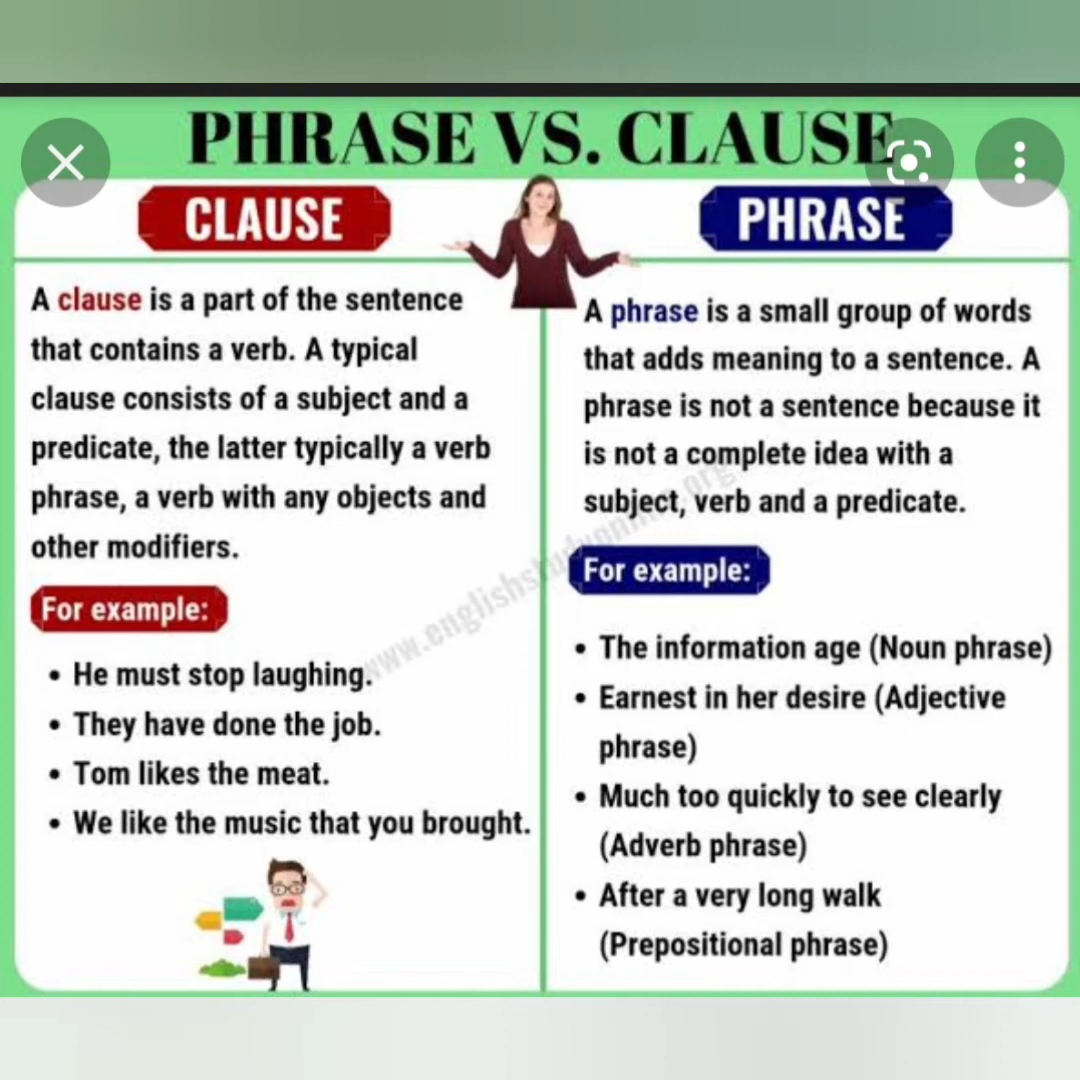 PHRASE VS. CLAUSE
CLAUSE
A clause is a part of the sentence
that contains a verb. A typical
clause consists of a subject and a
predicate, the latter typically a verb
phrase, a verb with any objects and
other modifiers.
For example:
• He must stop laughing.
• They have done the job.
• Tom likes the meat.
• We like the music that you brought.
PHRASE
A phrase is a small group of words
that adds meaning to a sentence. A
phrase is not a sentence because it
is not a complete idea with a
subject, verb and a predicate.
For example:
• The information age (Noun phrase)
• Earnest in her desire (Adjective
phrase)
• Much too quickly to see clearly
(Adverb phrase)
• After a very long walk
(Prepositional phrase)